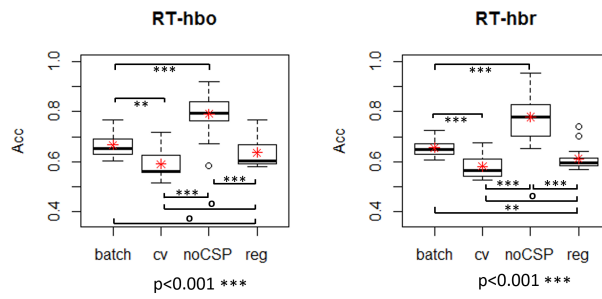 RT-hbo
Acc
1.0
0.8
0.6
0.4
***
**
***
***
o
o
batch cv noCSP reg
p<0.001 ***
RT-hbr
Acc
1.0
0.8
0.6
0.4
***
***
*** ***
o
**
batch cv noCSP reg
p<0.001 ***